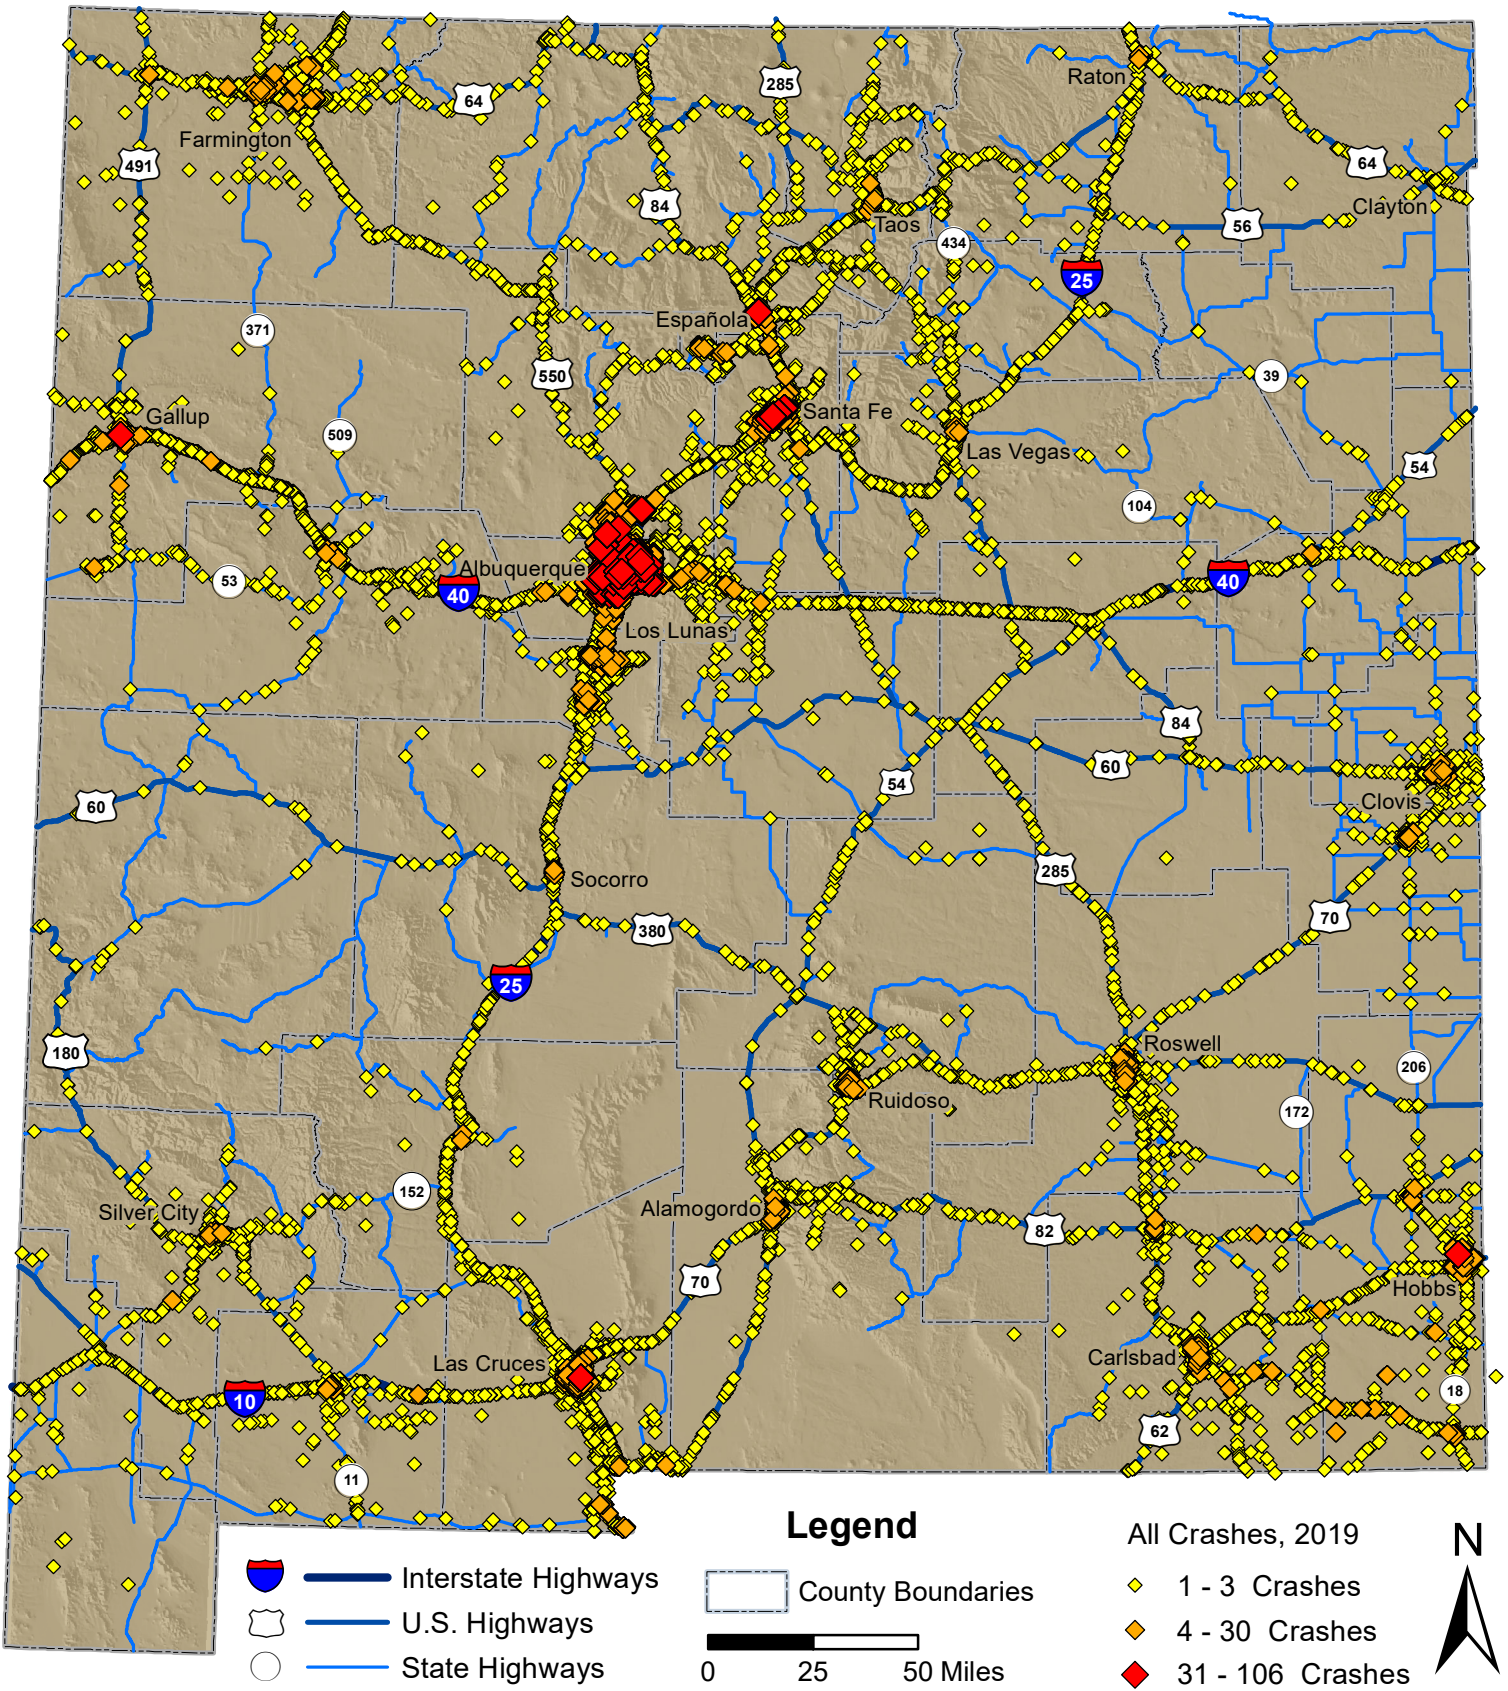 Raton
285
64
Farmington
491
64
84
Clayton
56
Taos
434
25
Española
371
550
39
Gallup
Santa Fe
509
Las Vegas
54
104
Albuquerque
53
40
40
Los Lunas
84
60
54
60
Clovis
285
Socorro
70
380
25
180
Roswell
206
Ruidoso
172
152
Silver City
Alamogordo
82
70
Hobbs
Las Cruces
Carlsbad
10
18
62
11
Legend
All Crashes, 2019
N
Interstate Highways
County Boundaries
1 - 3 Crashes
U.S. Highways
4 - 30 Crashes
State Highways
0 25 50 Miles
31 - 106 Crashes